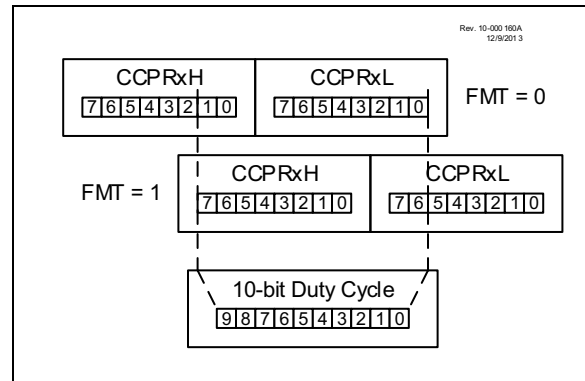 Rev. 10-000 160A
12/9/201 3
CCPRxH CCPRxL
7 6 5 4 3 2 1 0 7 6 5 4 3 2 1 0 FMT = 0
CCPRxH CCPRxL
FMT = 1 7 6 5 4 3 2 1 0 7 6 5 4 3 2 1 0
10-bit Duty Cycle
9 8 7 6 5 4 3 2 1 0